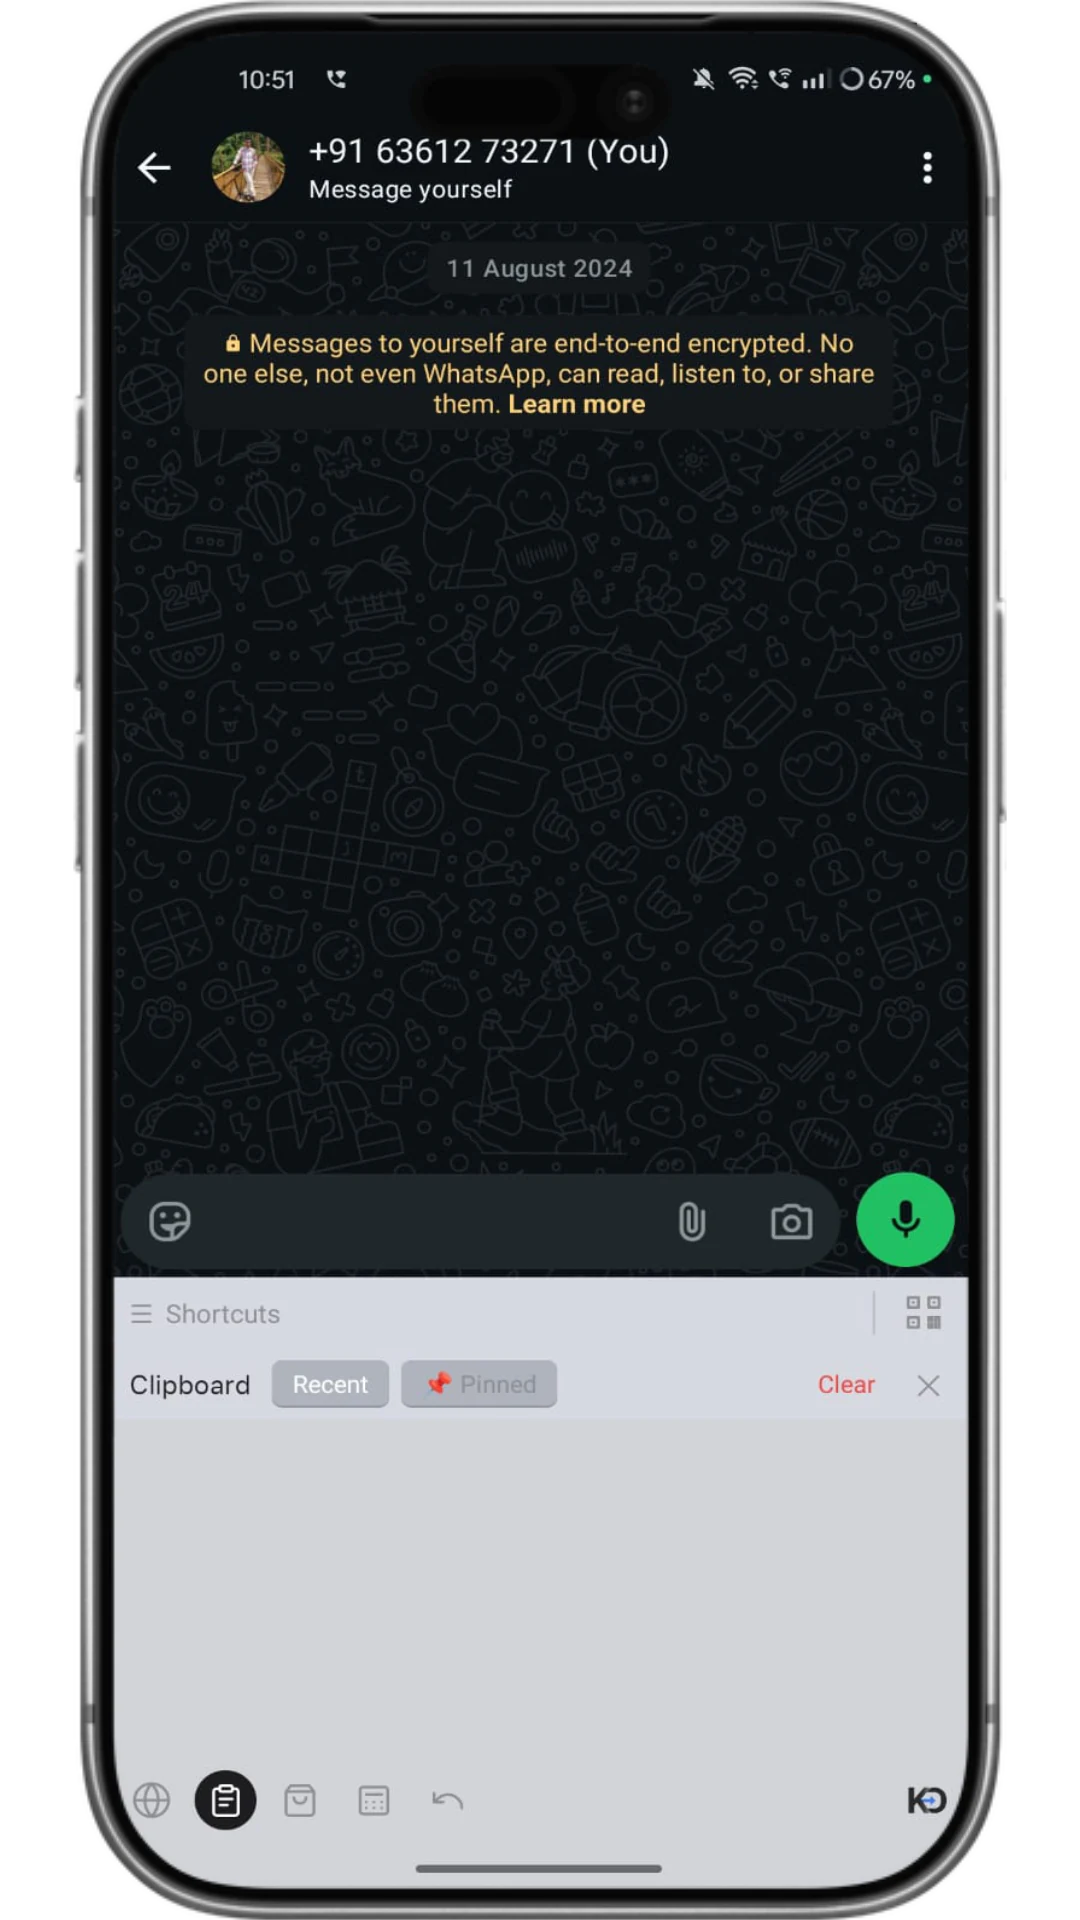 10:51
67%
+91 63612 73271 (You)
Message yourself
11 August 2024
Messages to yourself are end-to-end encrypted. No
one else, not even WhatsApp, can read, listen to, or share
them. Learn more
Shortcuts
Clipboard Recent 📌 Pinned Clear
KD